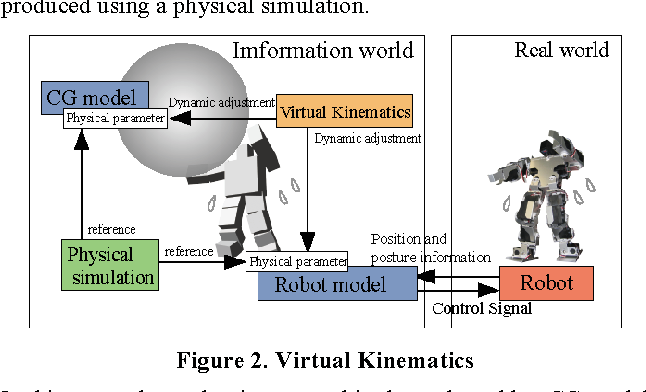 produced using a physical simulation.
Imformation world
Real world
CG model
Physical parameter
Dynamic adjustment
Virtual Kinematics
Dynamic adjustment
reference
Physical
simulation
reference
Physical parameter
Robot model
Position and
posture information
Control Signal
Robot
Figure 2. Virtual Kinematics